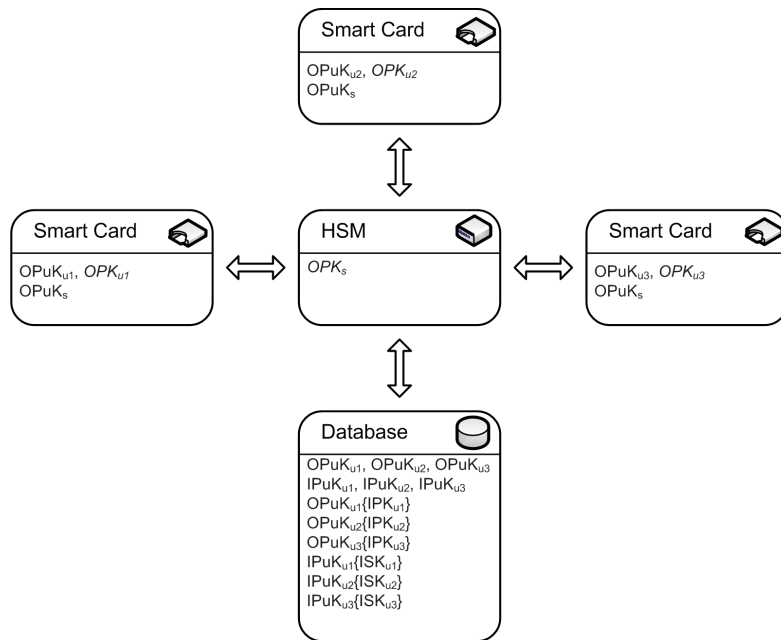 Smart Card
OPuKu2, OPKu2
OPuKs
Smart Card
OPuKu1, OPKu1
OPuKs
HSM
OPKs
Smart Card
OPuKu3, OPKu3
OPuKs
Database
OPuKu1, OPuKu2, OPuKu3
IPuKu1, IPuKu2, IPuKu3
OPuKu1{IPKu1}
OPuKu2{IPKu2}
OPuKu3{IPKu3}
IPuKu1{ISKu1}
IPuKu2{ISKu2}
IPuKu3{ISKu3}